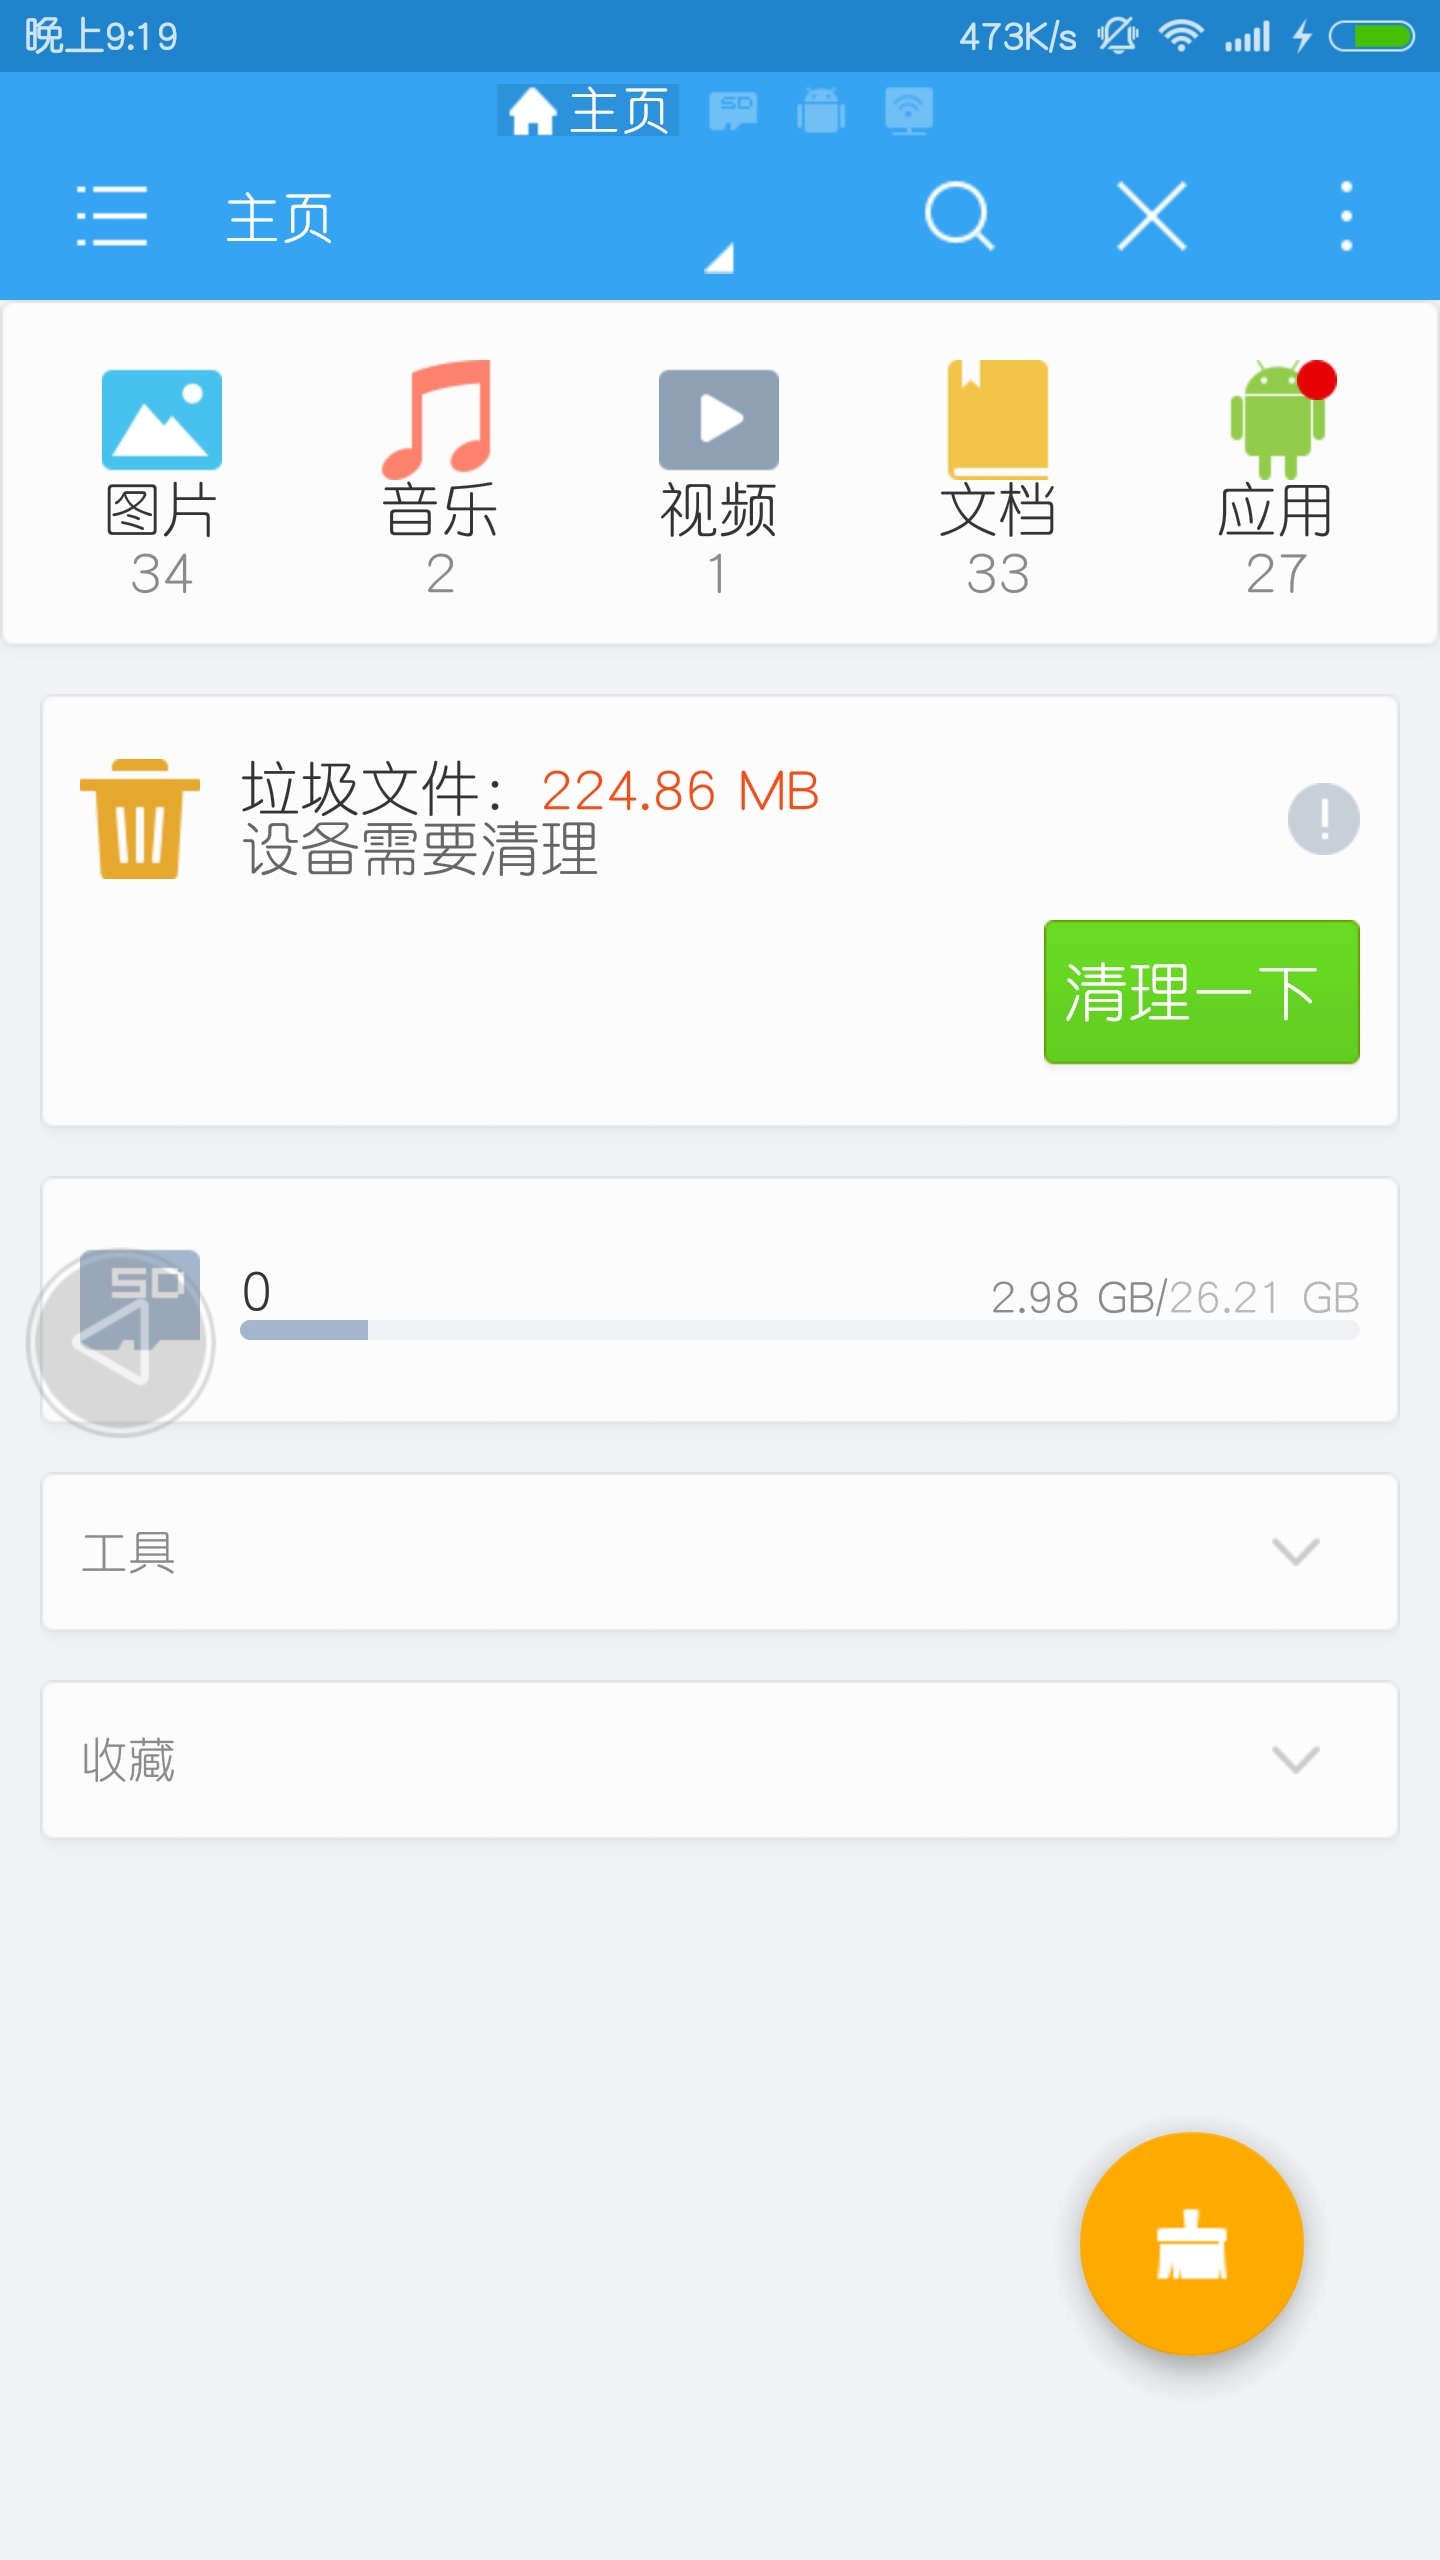 晚上9:19
473K/s
主页
SD
主页
图片
音乐
视频
文档
应用
34
2
1
33
27
垃圾文件：224.86 MB
设备需要清理
清理一下
SD
0
2.98 GB/26.21 GB
工具
收藏